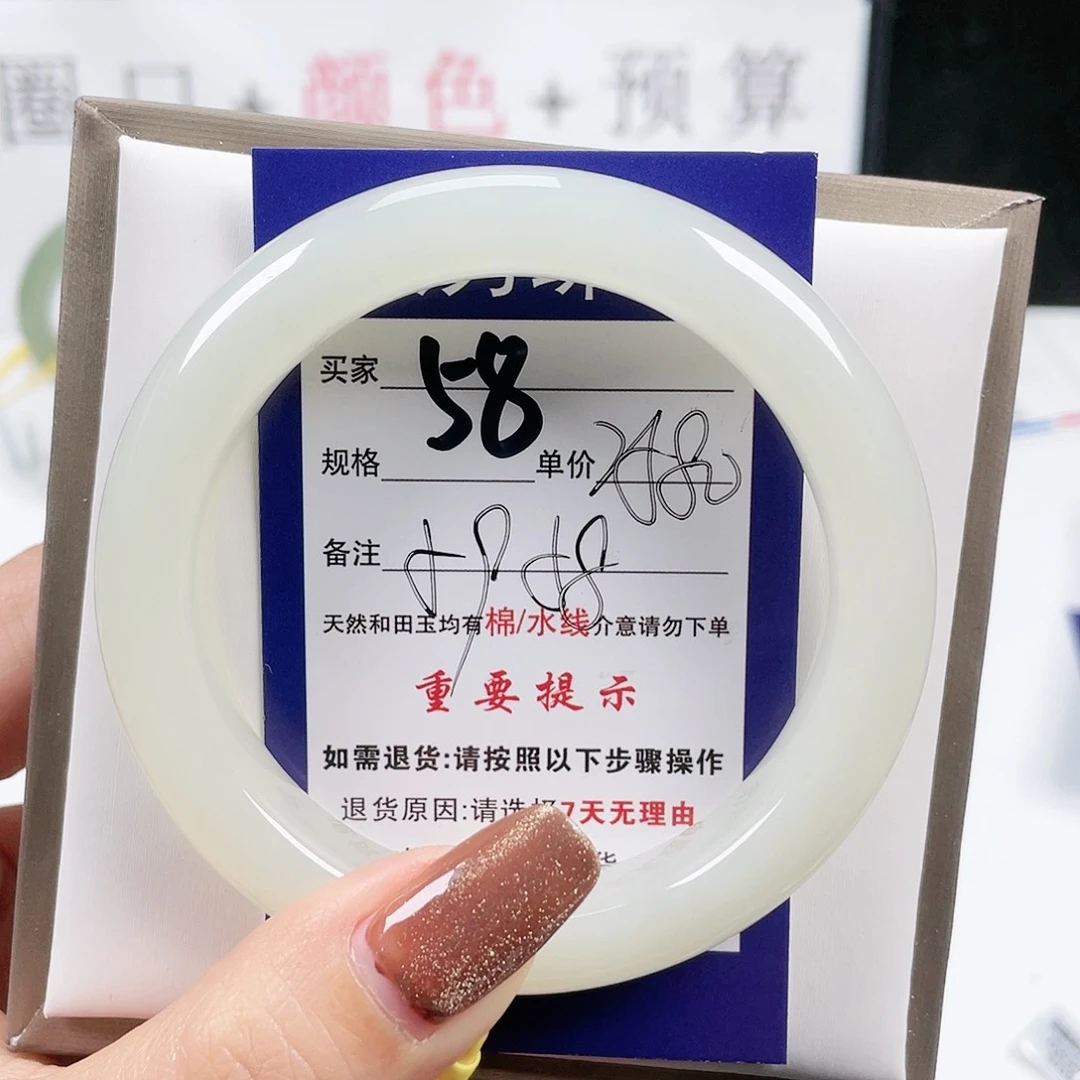 圈口+颜色+预算
买家 58
规格 单价
备注
天然和田玉均有棉/水线介意请勿下单
重要提示
如需退货:请按照以下步骤操作
退货原因:请选择7天无理由